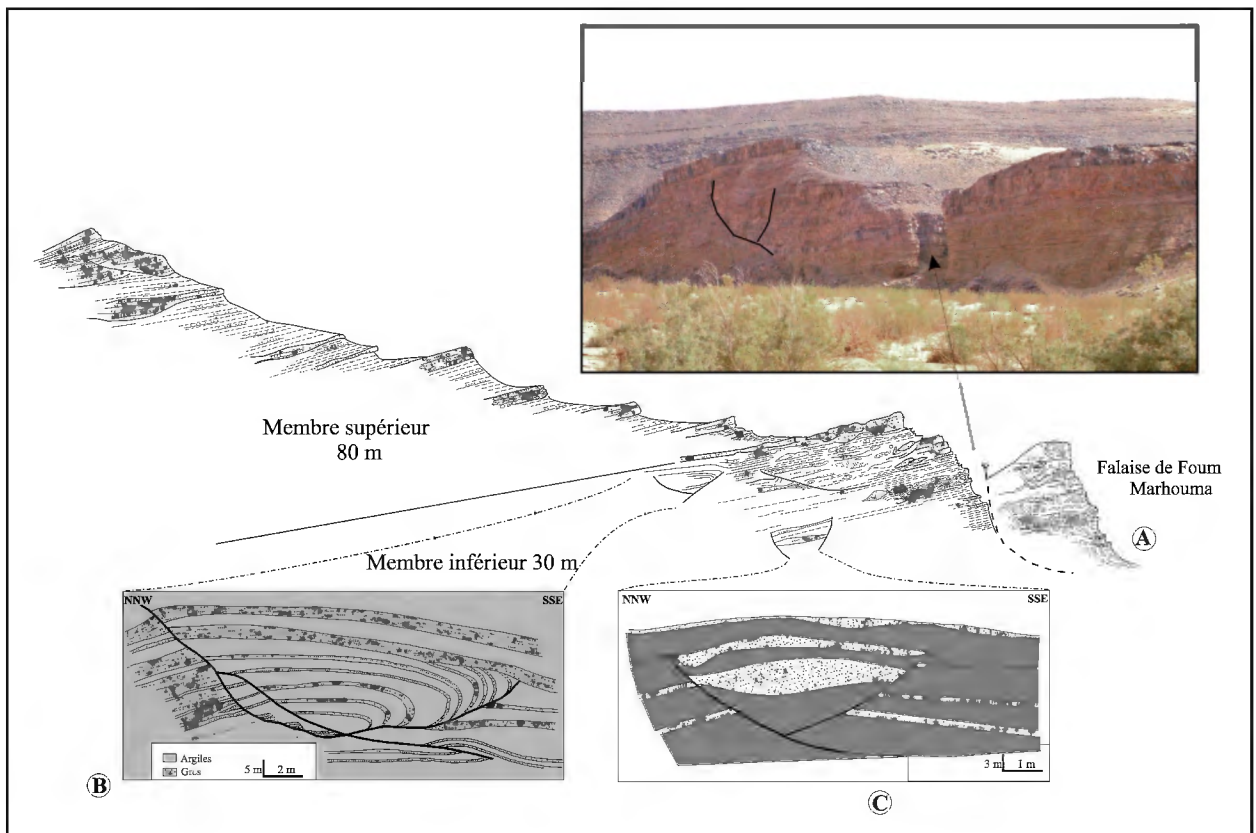 Membre supérieur
80 m
Falaise de Foum
Marhouma
A
Membre inférieur 30 m
NNW
SSE
Argiles
Grès
5 m
2 m
B
NNW
SSE
3 m
1 m
C